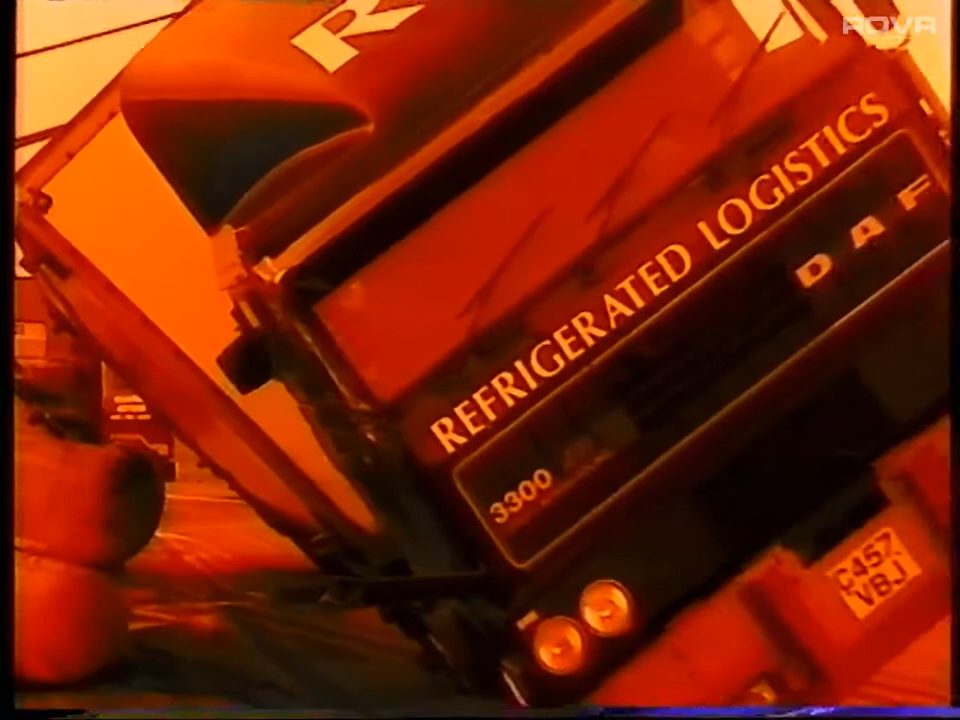 R
ROVA
REFRIGERATED LOGISTICS
DAF
3300
C457
VBJ